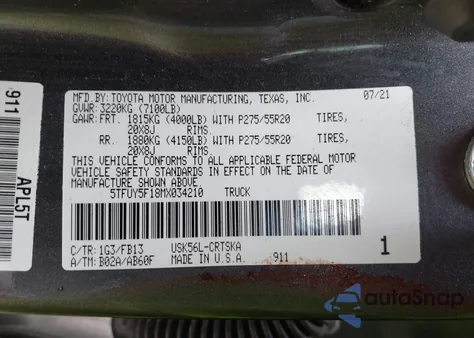 MFD.BY:TOYOTA MOTOR MANUFACTURING, TEXAS, INC. 07/21
GVWR:3220KG (7100LB)
GAWR:FRT. 1815KG (4000LB) WITH P275/55R20 TIRES,
20X8J RIMS.
RR. 1880KG (4150LB) WITH P275/55R20 TIRES,
20X8J RIMS
THIS VEHICLE CONFORMS TO ALL APPLICABLE FEDERAL MOTOR
VEHICLE SAFETY STANDARDS IN EFFECT ON THE DATE OF
MANUFACTURE SHOWN ABOVE.
5TFUY5F18MX034210 TRUCK
C/TR:1G3/FB13 USK56L-CRTSKA
A/TM:B02A/AB60F MADE IN U.S.A. 911
1
911
APL5T
autoSnap